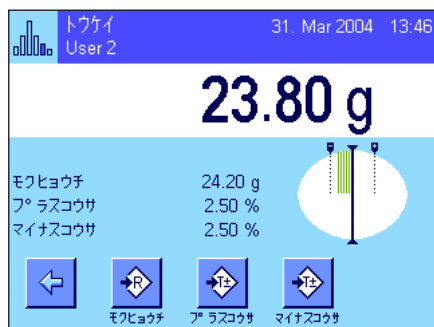 トウケイ 31. Mar 2004 13:46
User 2
23.80 g
モクヒョウチ 24.20 g
プラスコウサ 2.50 %
マイナスコウサ 2.50 %
R T± T±
モクヒョウチ プラスコウサ マイナスコウサ